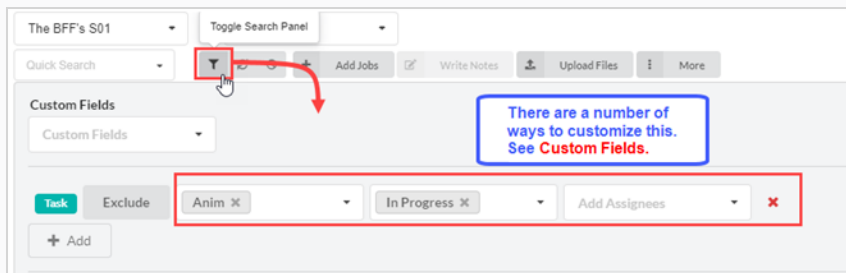 The BFF's S01
Toggle Search Panel
Quick Search
Add Jobs
Write Notes
Upload Files
More
Custom Fields
Custom Fields
There are a number of
ways to customize this.
See Custom Fields.
Task
Exclude
Anim
In Progress
Add Assignees
+ Add